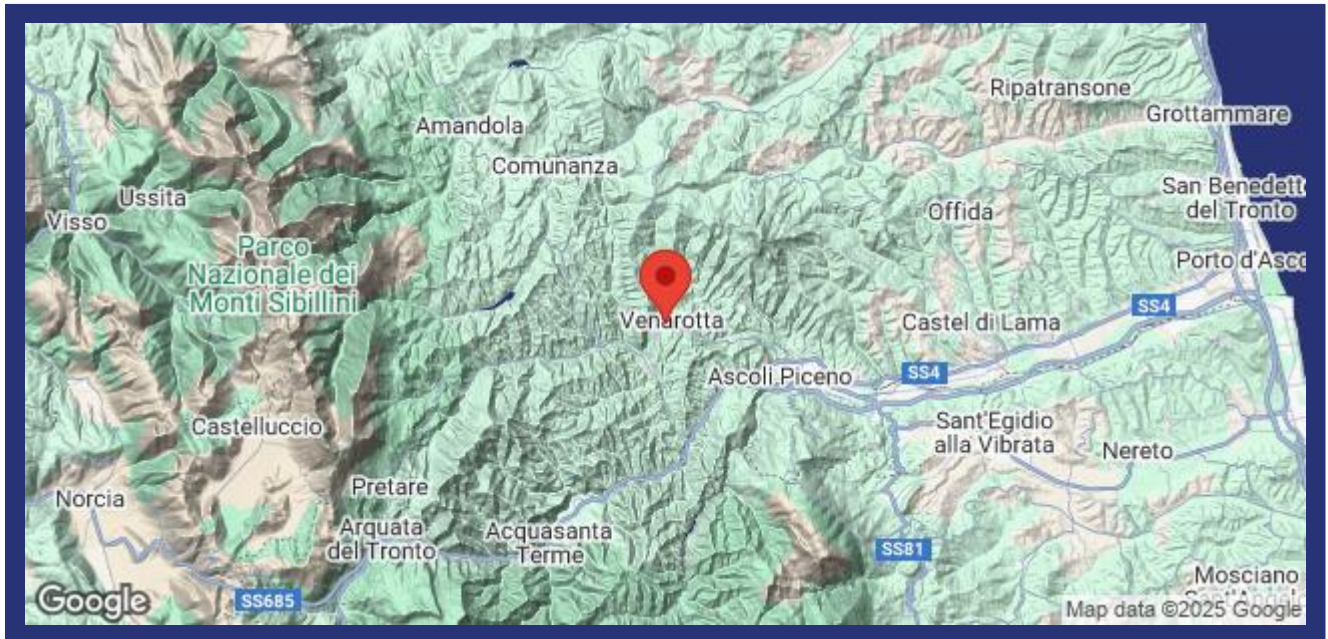 Ripatransone
Grottammare
Amandola
Comunanza
Ussita
San Benedett
del Tronto
Visso
Offida
Parco
Nazionale dei
Monti Sibillini
Porto d'Asco
SS4
Venarotta
Castel di Lama
SS4
Ascoli Piceno
Castelluccio
Sant'Egidio
alla Vibrata
Nereto
Pretare
Norcia
Arquata
del Tronto
Acquasanta
Terme
SS81
Mosciano
SS685
Google
Map data ©2025 Google